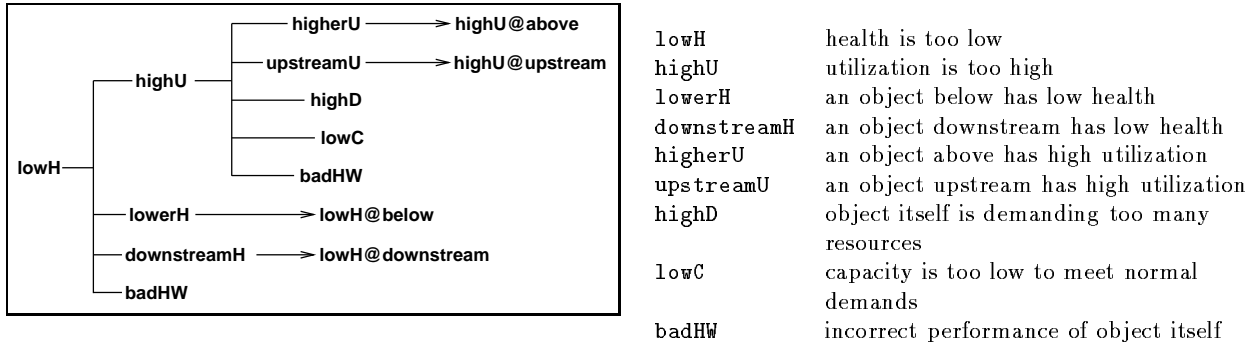 higherU highU@above
upstreamU highU@upstream
highU
highD
lowC
lowH
badHW
lowerH lowH@below
downstreamH lowH@downstream
badHW
lowH health is too low
highU utilization is too high
lowerH an object below has low health
downstreamH an object downstream has low health
higherU an object above has high utilization
upstreamU an object upstream has high utilization
highD object itself is demanding too many
resources
lowC capacity is too low to meet normal
demands
badHW incorrect performance of object itself